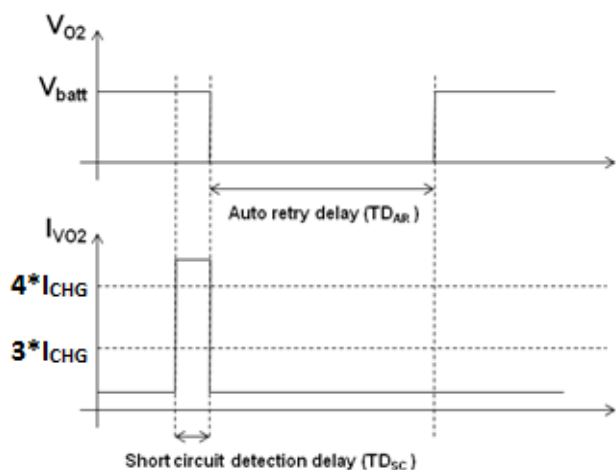 VO2
Vbatt
Auto retry delay (TDAR)
IVO2
4*ICHG
3*ICHG
Short circuit detection delay (TDSC)